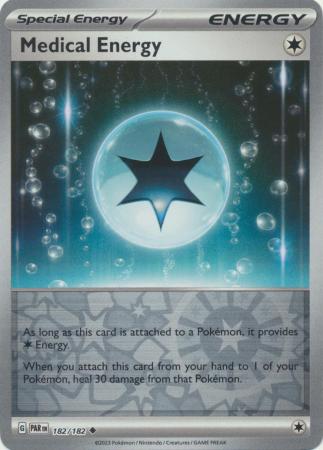 Special Energy ENERGY
Medical Energy
As long as this card is attached to a Pokémon, it provides
Energy.
When you attach this card from your hand to 1 of your
Pokémon, heal 30 damage from that Pokémon.
G PAR EN 182/182
©2023 Pokémon / Nintendo / Creatures / GAME FREAK